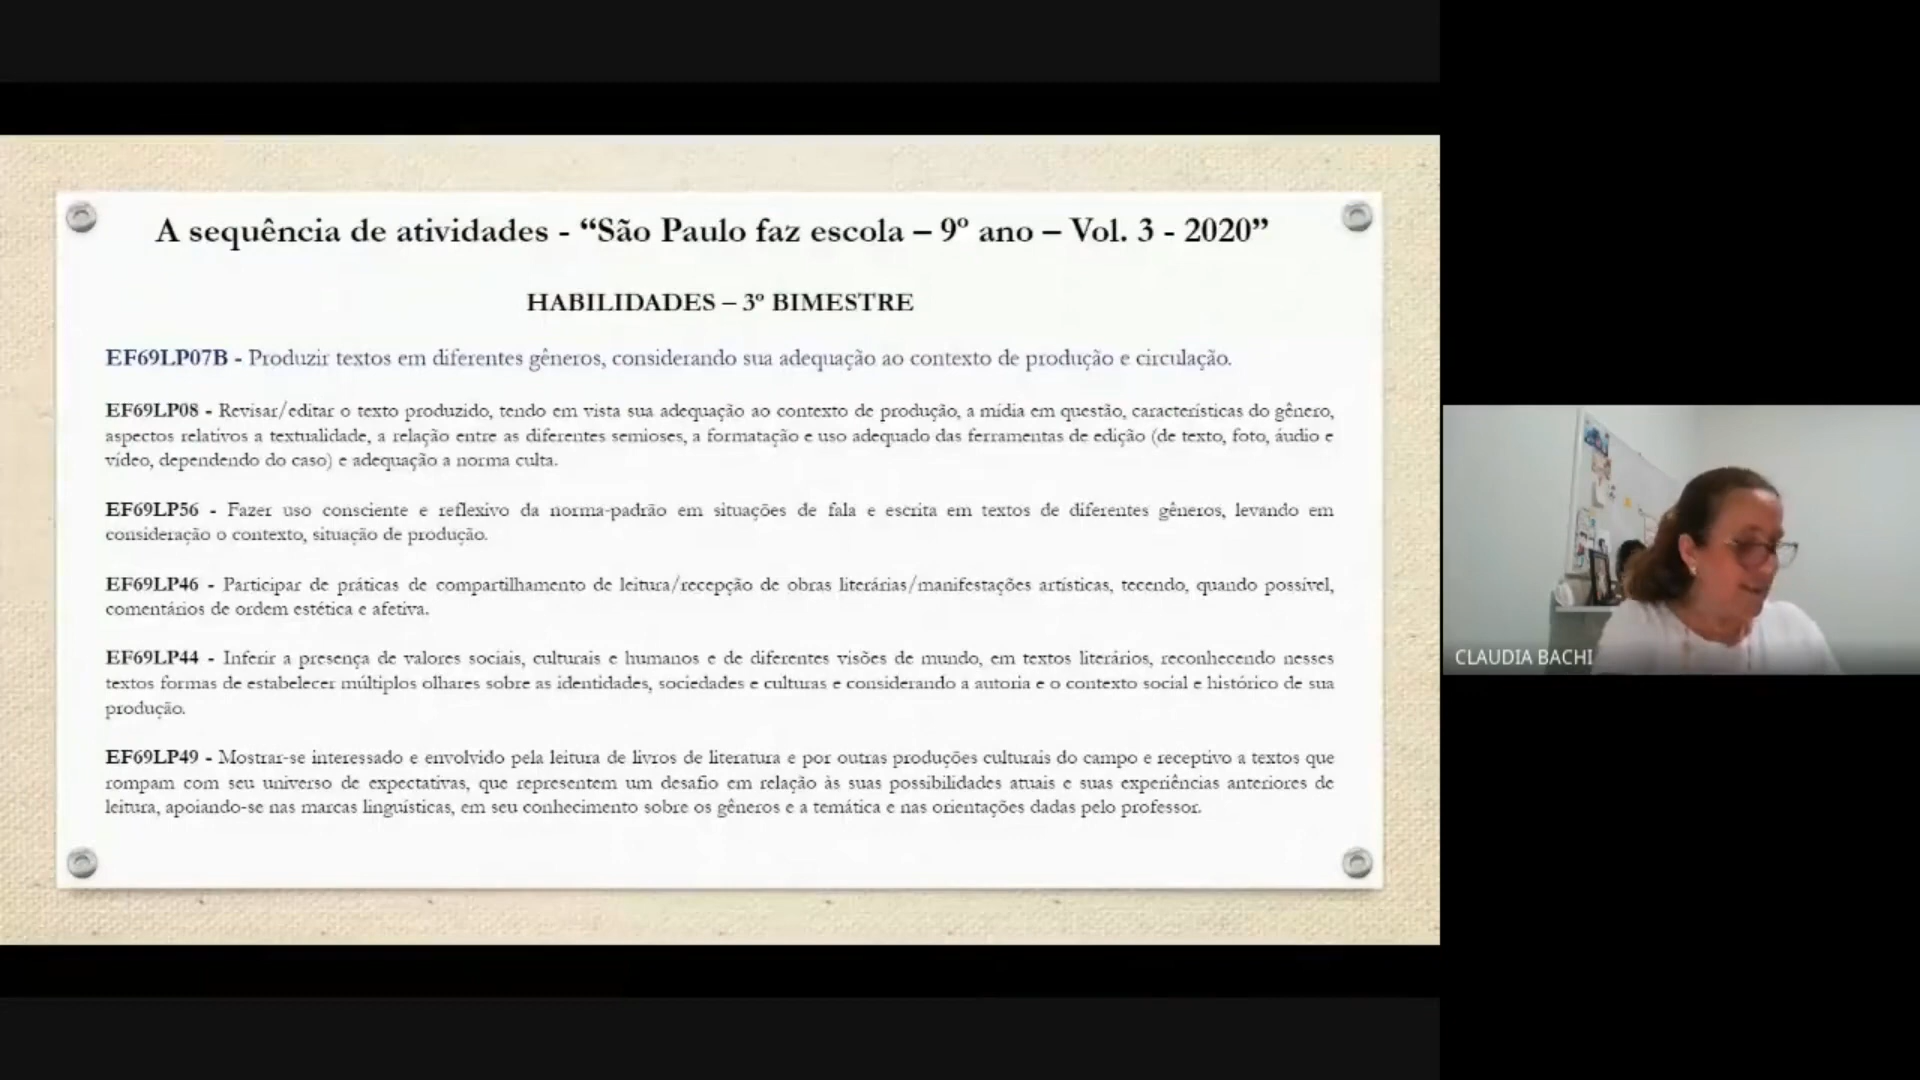 A sequência de atividades - “São Paulo faz escola – 9º ano – Vol. 3 - 2020”
HABILIDADES – 3º BIMESTRE
EF69LP07B - Produzir textos em diferentes gêneros, considerando sua adequação ao contexto de produção e circulação.
EF69LP08 - Revisar/editar o texto produzido, tendo em vista sua adequação ao contexto de produção, a mídia em questão, características do gênero,
aspectos relativos a textualidade, a relação entre as diferentes semioses, a formatação e uso adequado das ferramentas de edição (de texto, foto, áudio e
vídeo, dependendo do caso) e adequação a norma culta.
EF69LP56 - Fazer uso consciente e reflexivo da norma-padrão em situações de fala e escrita em textos de diferentes gêneros, levando em
consideração o contexto, situação de produção.
EF69LP46 - Participar de práticas de compartilhamento de leitura/recepção de obras literárias/manifestações artísticas, tecendo, quando possível,
comentários de ordem estética e afetiva.
EF69LP44 - Inferir a presença de valores sociais, culturais e humanos e de diferentes visões de mundo, em textos literários, reconhecendo nesses
textos formas de estabelecer múltiplos olhares sobre as identidades, sociedades e culturas e considerando a autoria e o contexto social e histórico de sua
produção.
EF69LP49 - Mostrar-se interessado e envolvido pela leitura de livros de literatura e por outras produções culturais do campo e receptivo a textos que
rompam com seu universo de expectativas, que representem um desafio em relação às suas possibilidades atuais e suas experiências anteriores de
leitura, apoiando-se nas marcas linguísticas, em seu conhecimento sobre os gêneros e a temática e nas orientações dadas pelo professor.
CLAUDIA BACHI